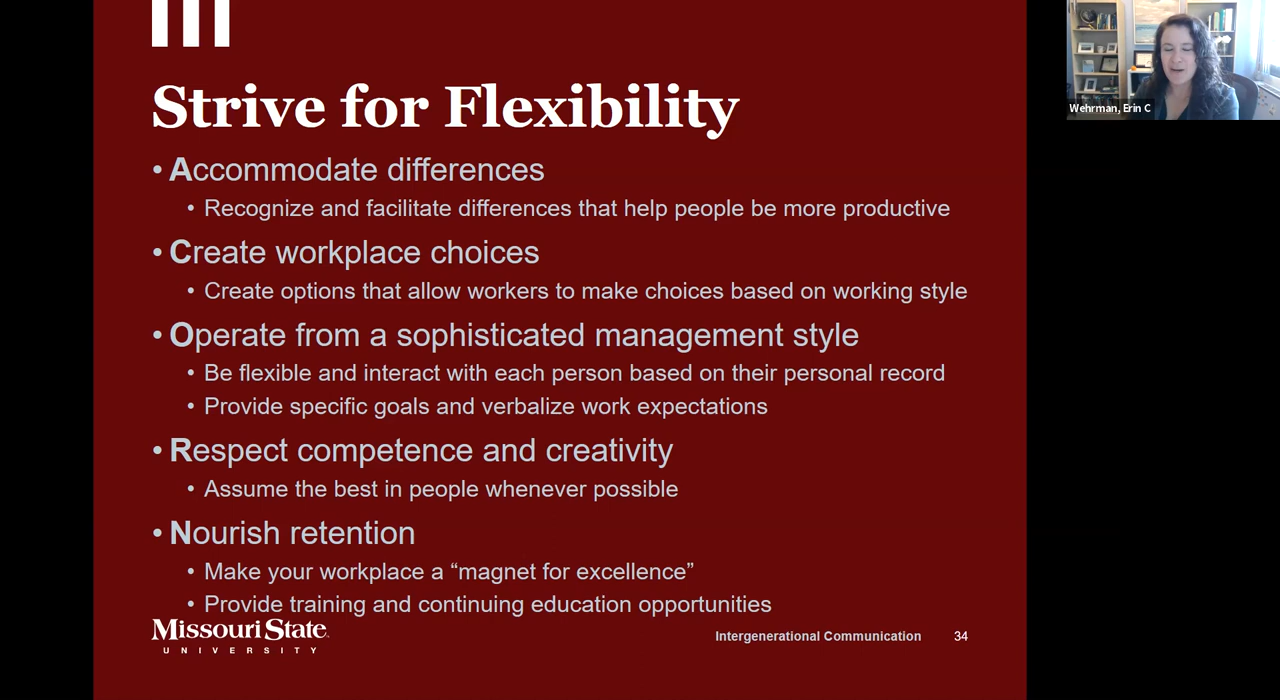 Strive for Flexibility
• Accommodate differences
• Recognize and facilitate differences that help people be more productive
• Create workplace choices
• Create options that allow workers to make choices based on working style
• Operate from a sophisticated management style
• Be flexible and interact with each person based on their personal record
• Provide specific goals and verbalize work expectations
• Respect competence and creativity
• Assume the best in people whenever possible
• Nourish retention
• Make your workplace a “magnet for excellence”
• Provide training and continuing education opportunities
Missouri State
UNIVERSITY
Intergenerational Communication 34
Wehrman, Erin C